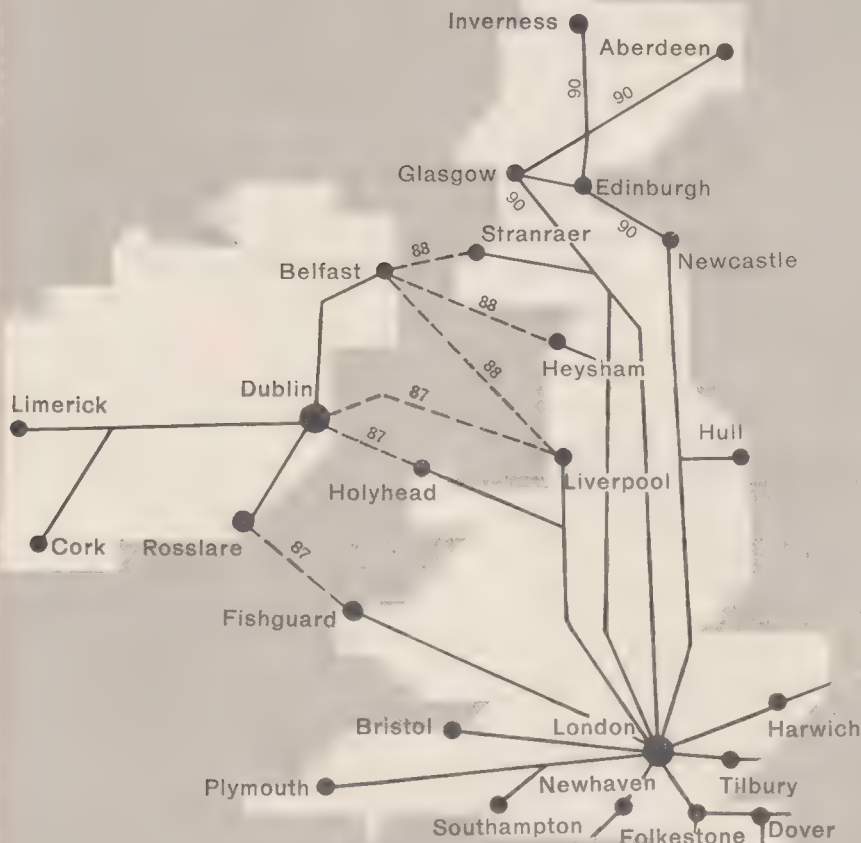 Inverness
Aberdeen
90
90
Glasgow
Edinburgh
90
90
Stranraer
88
Belfast
Newcastle
88
Heysham
88
Dublin
87
Limerick
87
Hull
Liverpool
Holyhead
Cork
Rosslare
87
Fishguard
Bristol
London
Harwich
Plymouth
Newhaven
Tilbury
Southampton
Folkestone
Dover